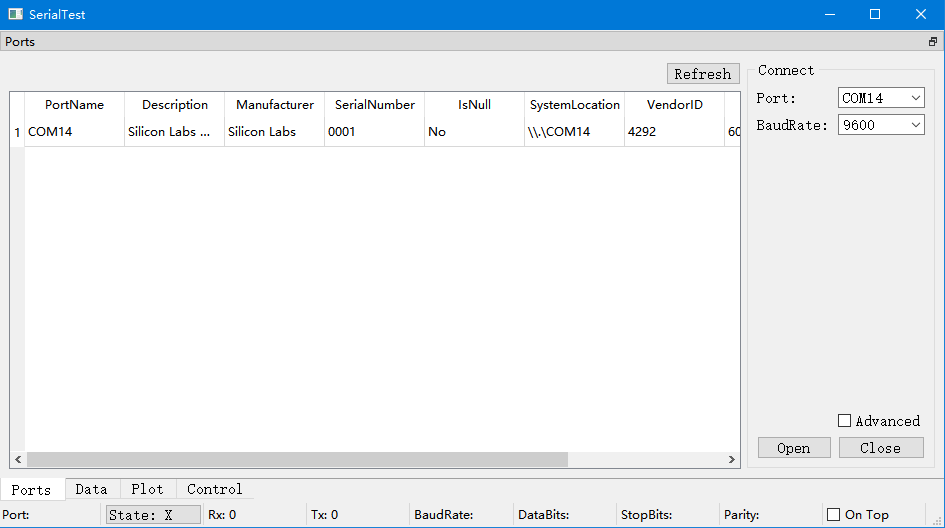 SerialTest
Ports
Refresh
Connect
PortName Description Manufacturer SerialNumber IsNull SystemLocation VendorID
1 COM14 Silicon Labs ... Silicon Labs 0001 No \\.\COM14 4292 60
Port: COM14
BaudRate: 9600
Advanced
Open Close
Ports Data Plot Control
Port: State: X Rx: 0 Tx: 0 BaudRate: DataBits: StopBits: Parity: On Top